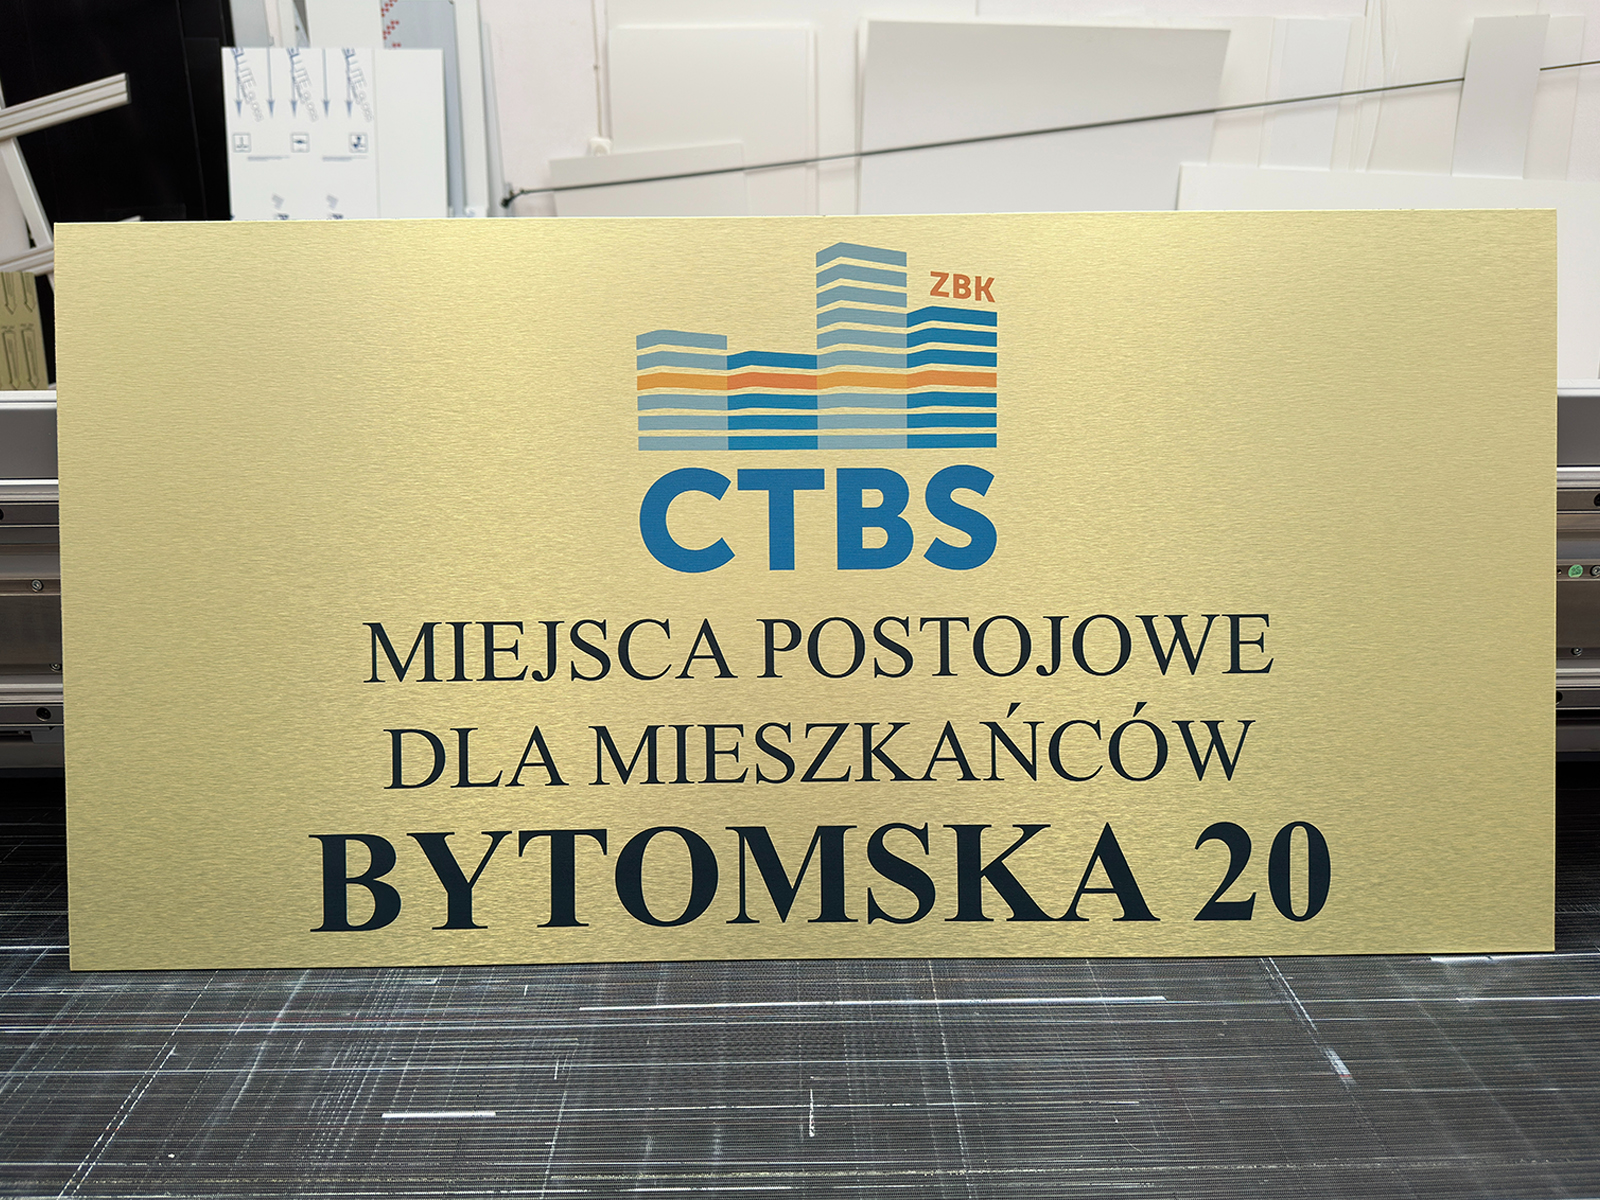 ZBK
CTBS
MIEJSCA POSTOJOWE
DLA MIESZKAŃCÓW
BYTOMSKA 20